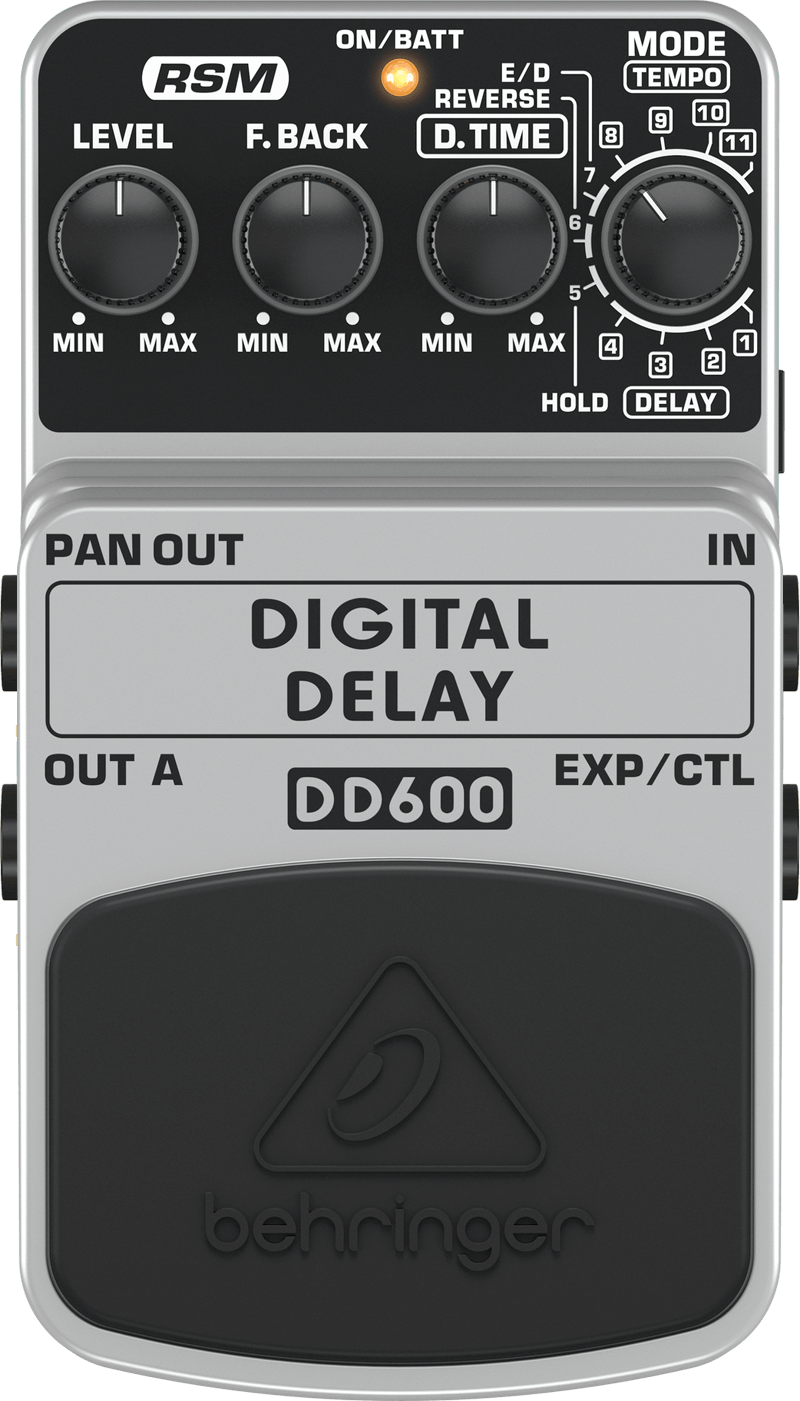 ON/BATT
MODE
TEMPO
RSM
E/D
REVERSE
LEVEL
F. BACK
D. TIME
8
9
10
11
7
6
5
4
3
2
1
MIN
MAX
MIN
MAX
MIN
MAX
HOLD
DELAY
PAN OUT
IN
DIGITAL
DELAY
OUT A
EXP/CTL
DD600
behringer